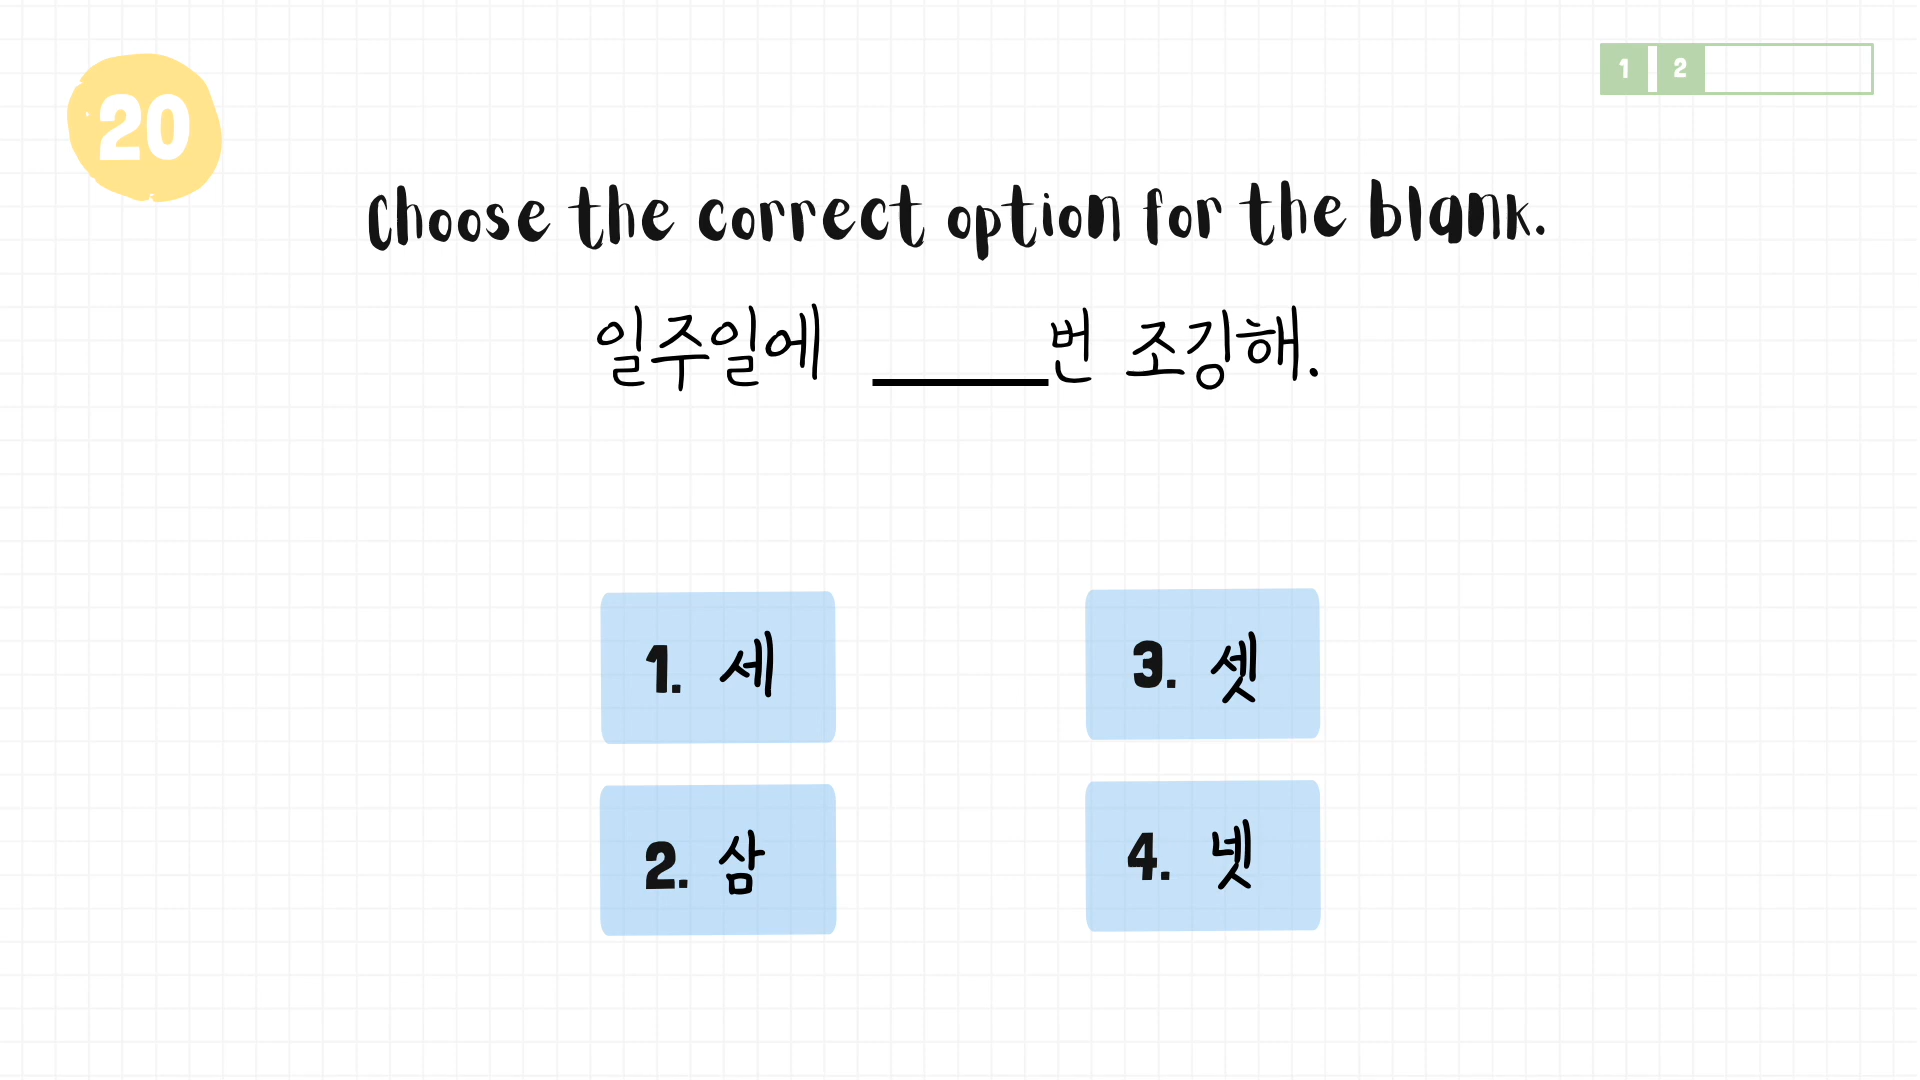 20
1 2
Choose the correct option for the blank.
일주일에 _____번 조깅해.
1. 세
3. 셋
2. 삼
4. 넷